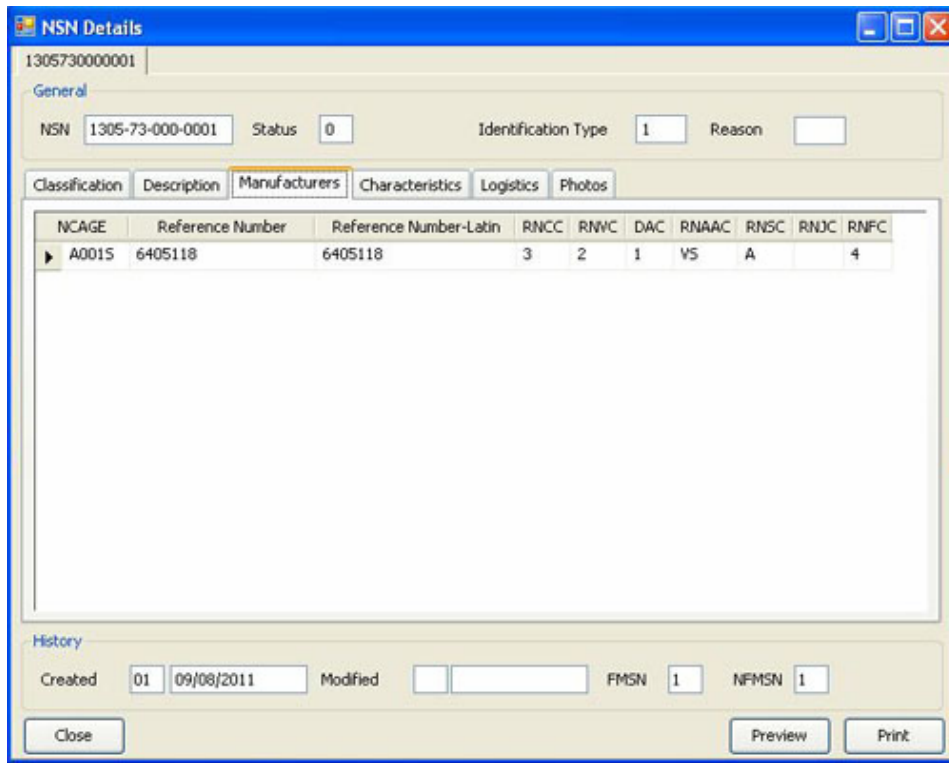 NSN Details
1305730000001
General
NSN 1305-73-000-0001 Status 0 Identification Type 1 Reason
Classification Description Manufacturers Characteristics Logistics Photos
NCAGE Reference Number Reference Number-Latin RNCC RNVC DAC RNAAC RNSC RNJC RNFC
A001S 6405118 6405118 3 2 1 VS A 4
History
Created 01 09/08/2011 Modified FMSN 1 NFMSN 1
Close Preview Print